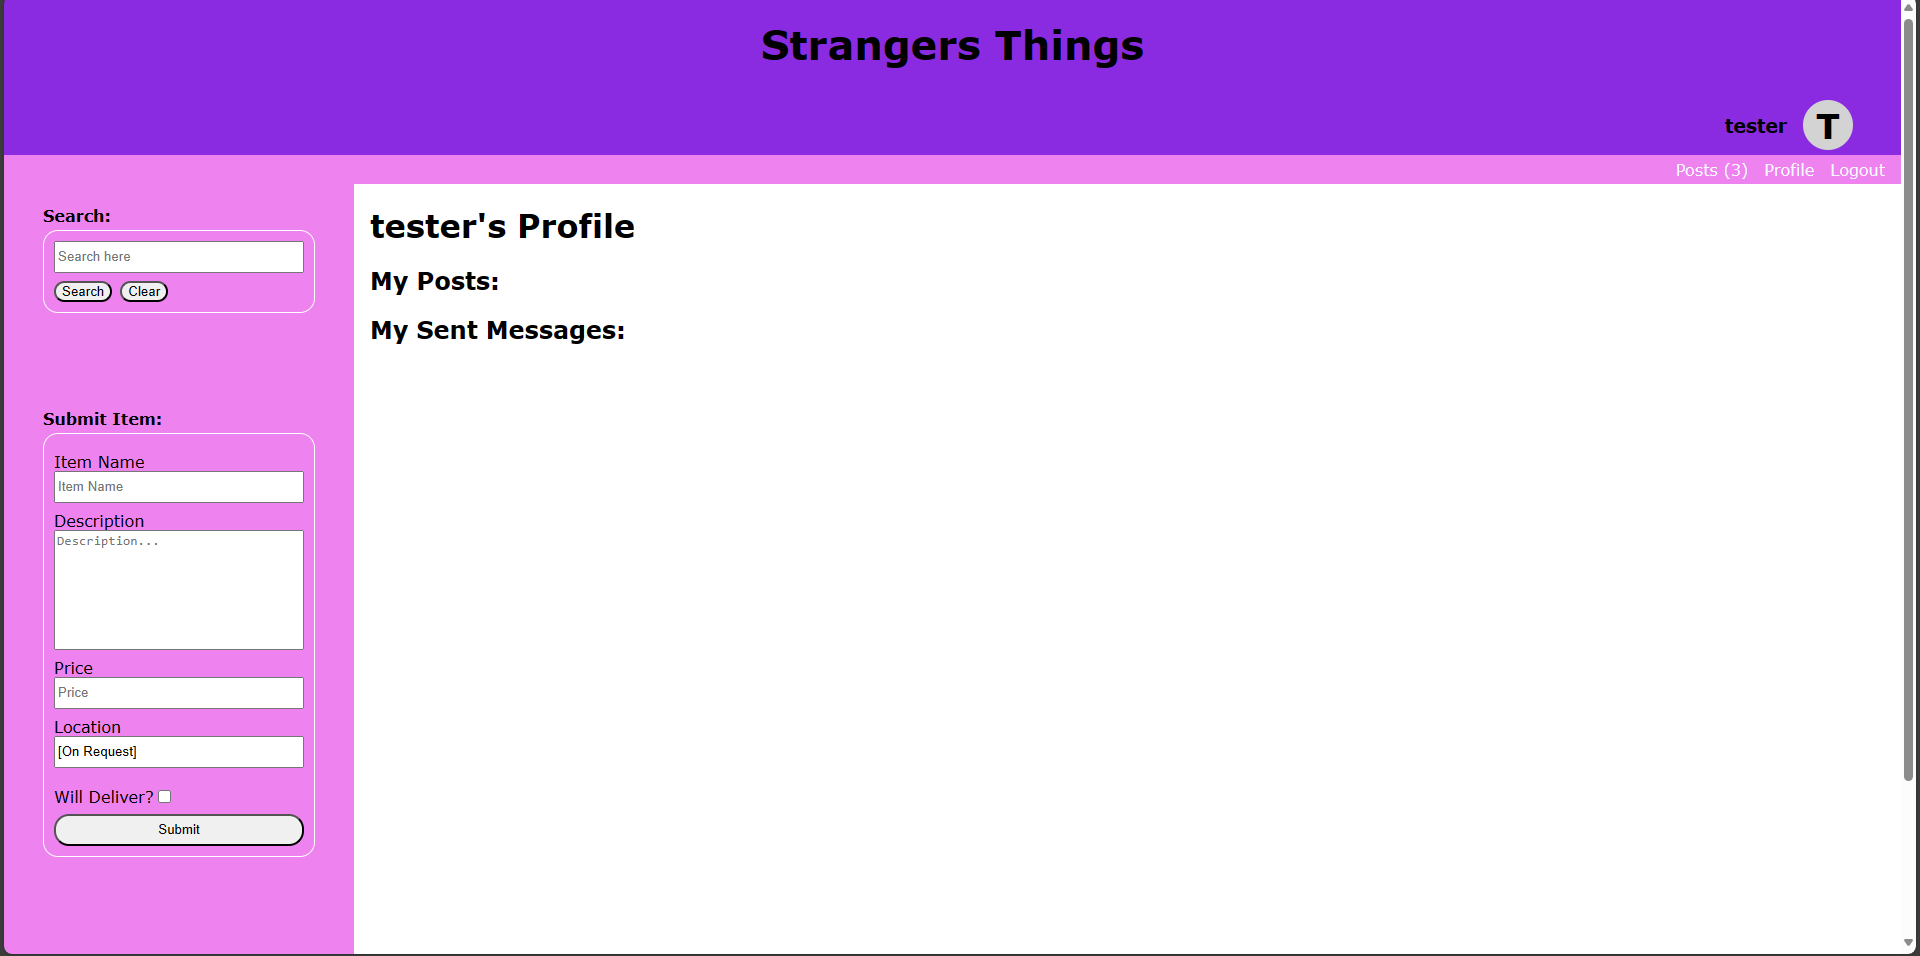 Strangers Things
tester T
Posts (3) Profile Logout
Search:
Search here
Search Clear
Submit Item:
Item Name
Item Name
Description
Description...
Price
Price
Location
[On Request]
Will Deliver?
Submit
tester's Profile
My Posts:
My Sent Messages: